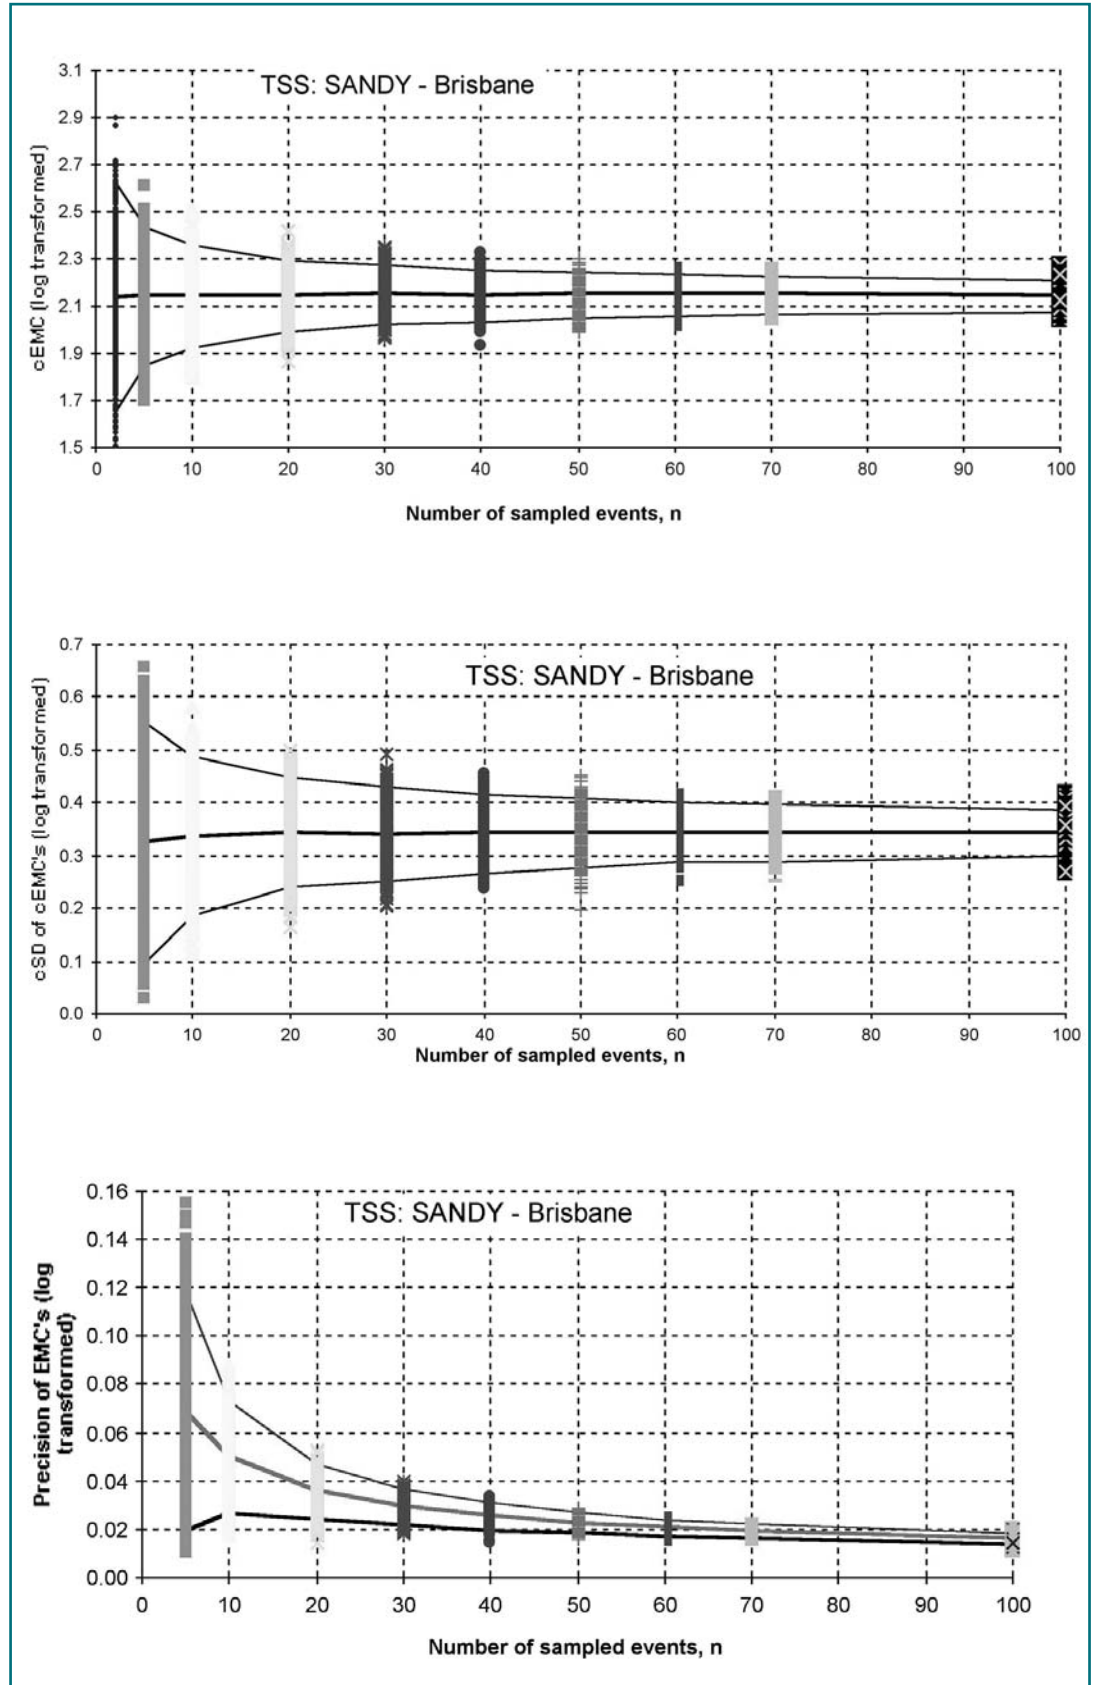 TSS: SANDY - Brisbane
cEMC (log transformed)
3.1
2.9
2.7
2.5
2.3
2.1
1.9
1.7
1.5
0 10 20 30 40 50 60 70 80 90 100
Number of sampled events, n
TSS: SANDY - Brisbane
cSD of cEMC's (log transformed)
0.7
0.6
0.5
0.4
0.3
0.2
0.1
0.0
0 10 20 30 40 50 60 70 80 90 100
Number of sampled events, n
TSS: SANDY - Brisbane
Precision of EMC's (log
transformed)
0.16
0.14
0.12
0.10
0.08
0.06
0.04
0.02
0.00
0 10 20 30 40 50 60 70 80 90 100
Number of sampled events, n